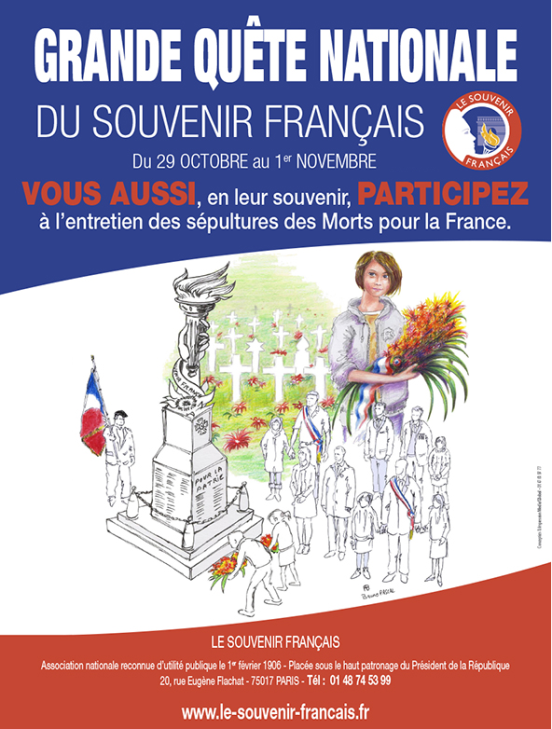 GRANDE QUÊTE NATIONALE
DU SOUVENIR FRANÇAIS
LE SOUVENIR
FRANÇAIS
Du 29 OCTOBRE au 1er NOVEMBRE
VOUS AUSSI, en leur souvenir, PARTICIPEZ
à l'entretien des sépultures des Morts pour la France.
POUR LA
PATRIE
LE SOUVENIR FRANÇAIS
Association nationale reconnue d'utilité publique le 1er février 1906 - Placée sous le haut patronage du Président de la République
20, rue Eugène Flachat - 75017 PARIS - Tél : 01 48 74 53 99
www.le-souvenir-francais.fr